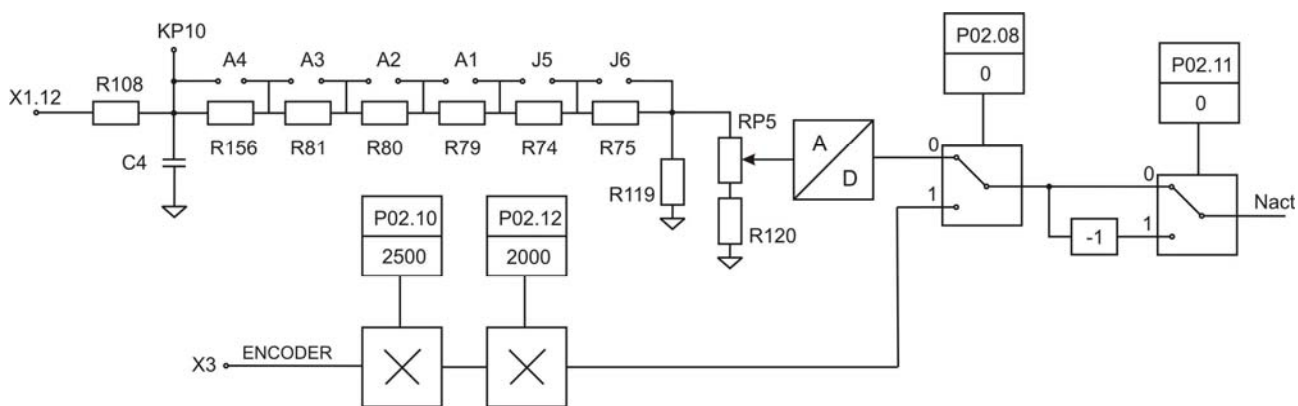 KP10
A4 A3 A2 A1 J5 J6
P02.08
0
P02.11
0
X1.12
R108
R156 R81 R80 R79 R74 R75
C4
R119
RP5
R120
A
D
0
1
-1
0
1
Nact
P02.10
2500
P02.12
2000
X3
ENCODER